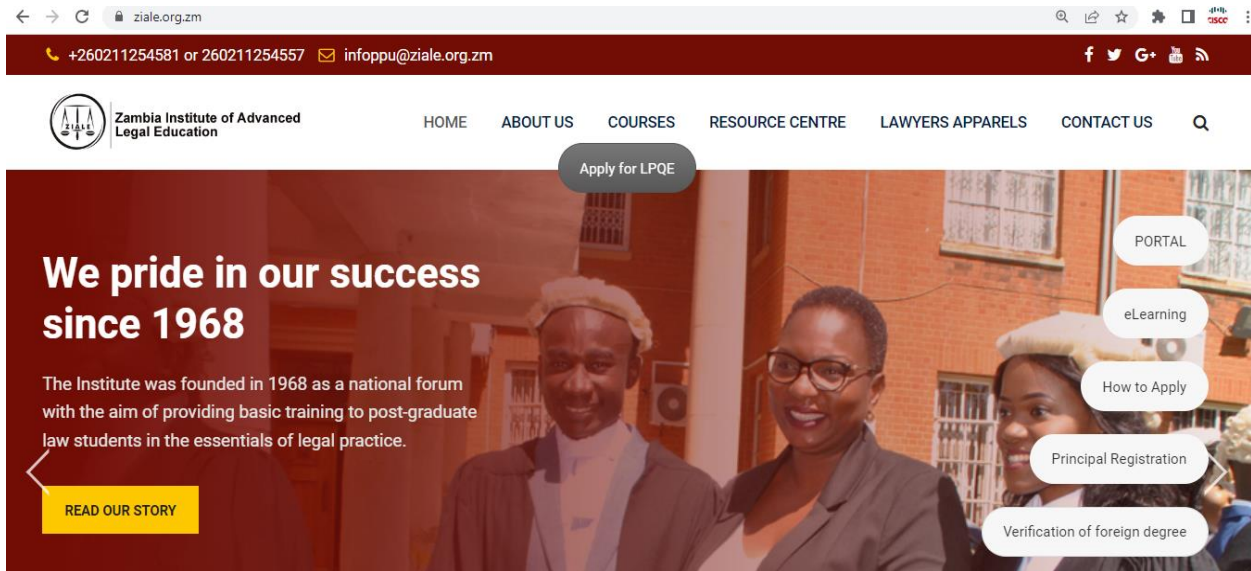 ziale.org.zm
CISCO
+260211254581 or 260211254557 infoppu@ziale.org.zm
f G+ You Tube
ZIALE
Zambia Institute of Advanced
Legal Education
HOME ABOUT US COURSES RESOURCE CENTRE LAWYERS APPARELS CONTACT US
Apply for LPQE
We pride in our success
since 1968
The Institute was founded in 1968 as a national forum
with the aim of providing basic training to post-graduate
law students in the essentials of legal practice.
READ OUR STORY
PORTAL
eLearning
How to Apply
Principal Registration
Verification of foreign degree